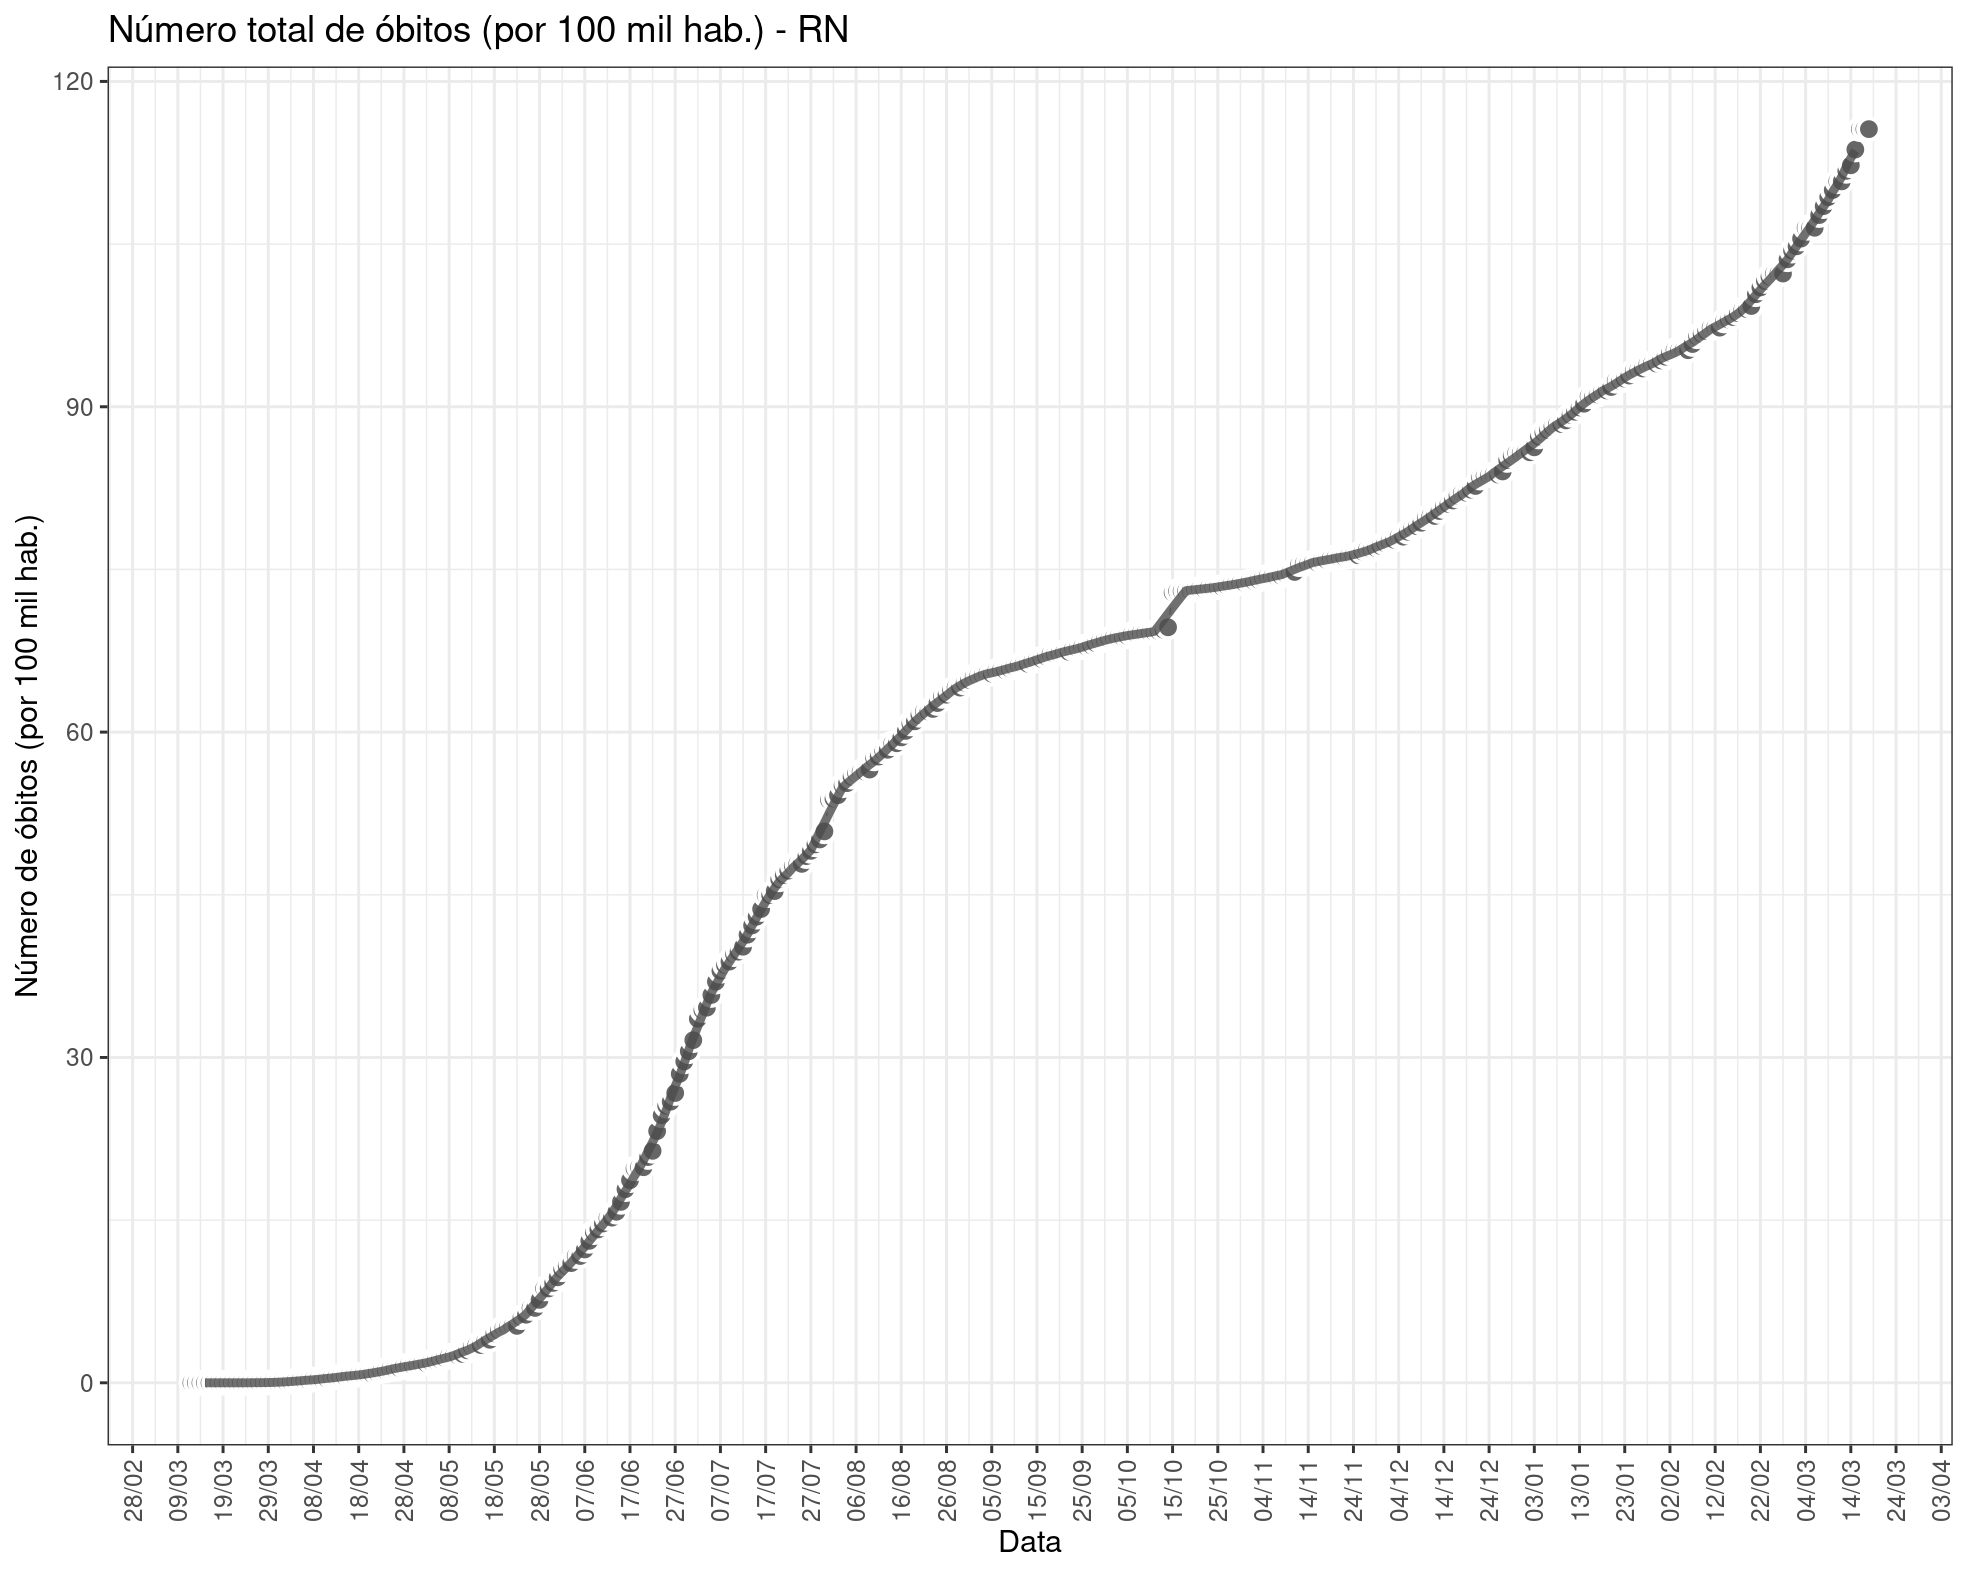 Número total de óbitos (por 100 mil hab.) - RN
Número de óbitos (por 100 mil hab.)
120
90
60
30
0
28/02 09/03 19/03 29/03 08/04 18/04 28/04 08/05 18/05 28/05 07/06 17/06 27/06 07/07 17/07 27/07 06/08 16/08 26/08 05/09 15/09 25/09 05/10 15/10 25/10 04/11 14/11 24/11 04/12 14/12 24/12 03/01 13/01 23/01 02/02 12/02 22/02 04/03 14/03 24/03 03/04
Data